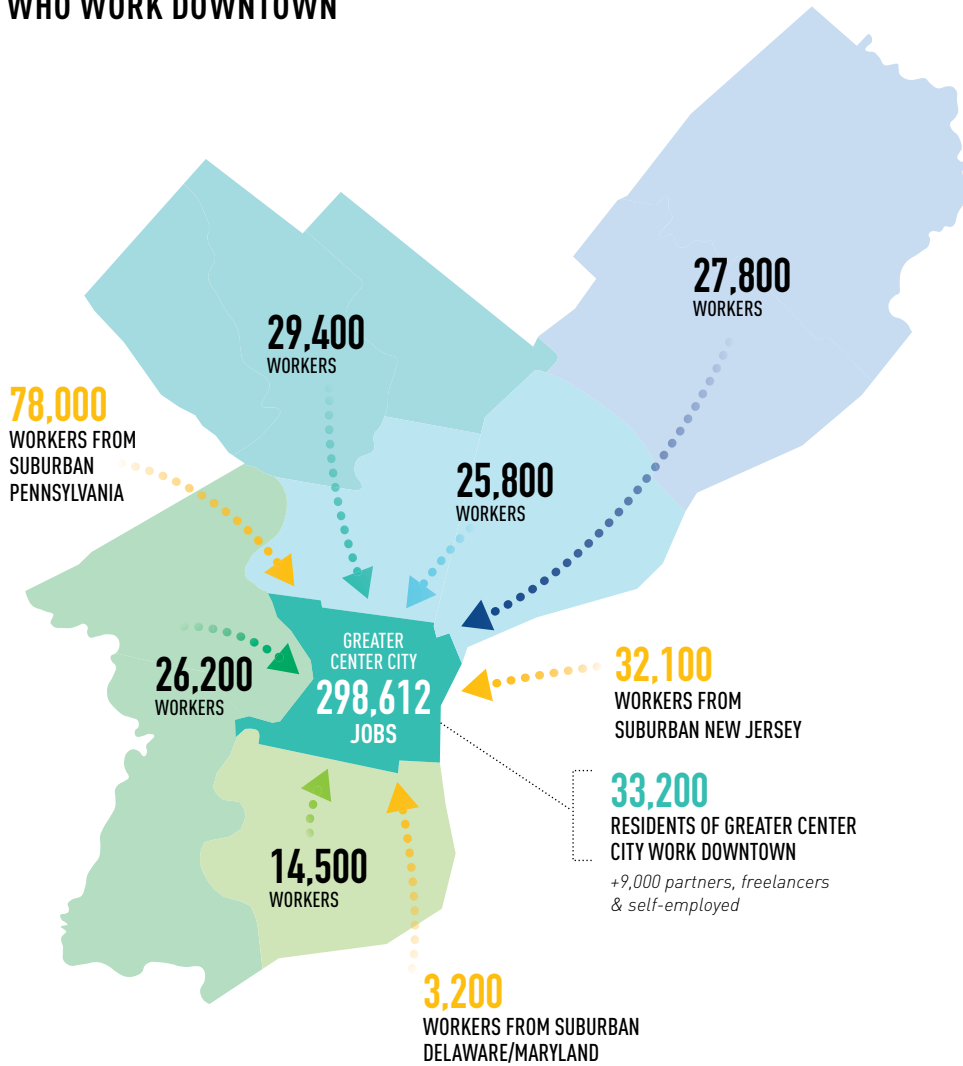 WHO WORK DOWNTOWN
27,800
WORKERS
29,400
WORKERS
78,000
WORKERS FROM
SUBURBAN
PENNSYLVANIA
25,800
WORKERS
GREATER
CENTER CITY
298,612
JOBS
26,200
WORKERS
32,100
WORKERS FROM
SUBURBAN NEW JERSEY
33,200
RESIDENTS OF GREATER CENTER
CITY WORK DOWNTOWN
+9,000 partners, freelancers
& self-employed
14,500
WORKERS
3,200
WORKERS FROM SUBURBAN
DELAWARE/MARYLAND